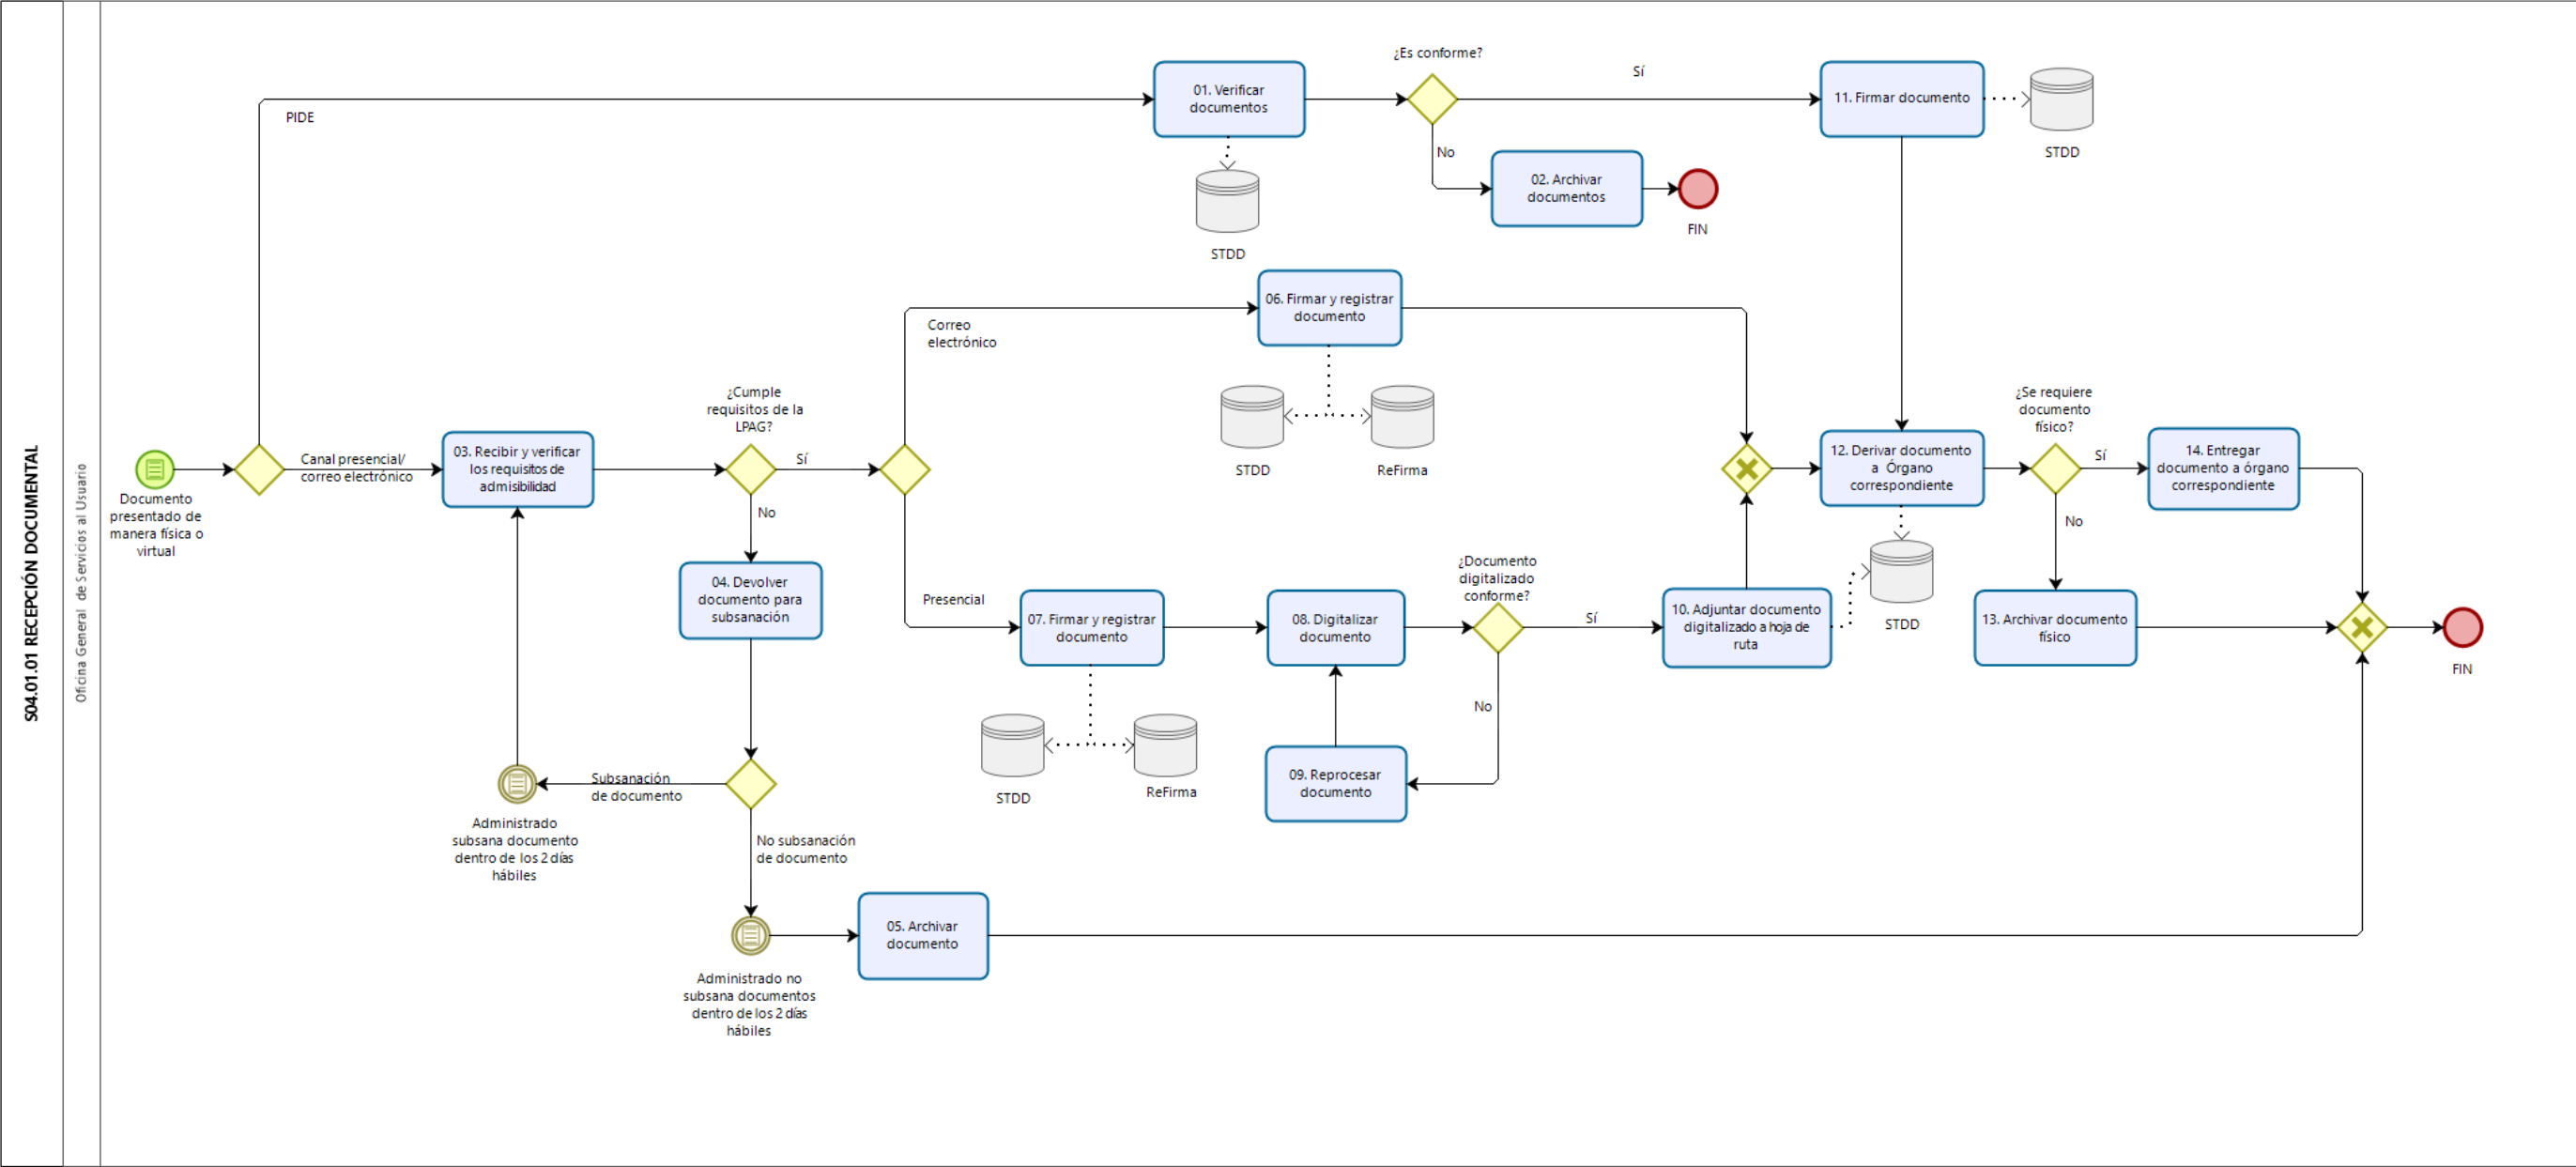 S04.01.01 RECEPCIÓN DOCUMENTAL
Oficina General de Servicios al Usuario
Documento
presentado de
manera física o
virtual
PIDE
Canal presencial/
correo electrónico
01. Verificar
documentos
STDD
¿Es conforme?
Sí
No
02. Archivar
documentos
FIN
11. Firmar documento
STDD
03. Recibir y verificar
los requisitos de
admisibilidad
¿Cumple
requisitos de la
LPAG?
Sí
No
04. Devolver
documento para
subsanación
Subsanación
de documento
Administrado
subsana documento
dentro de los 2 días
hábiles
No subsanación
de documento
Administrado no
subsana documentos
dentro de los 2 días
hábiles
05. Archivar
documento
Correo
electrónico
06. Firmar y registrar
documento
STDD
ReFirma
Presencial
07. Firmar y registrar
documento
STDD
ReFirma
08. Digitalizar
documento
¿Documento
digitalizado
conforme?
Sí
No
09. Reprocesar
documento
10. Adjuntar documento
digitalizado a hoja de
ruta
12. Derivar documento
a Órgano
correspondiente
STDD
¿Se requiere
documento
físico?
Sí
No
14. Entregar
documento a órgano
correspondiente
13. Archivar documento
físico
FIN